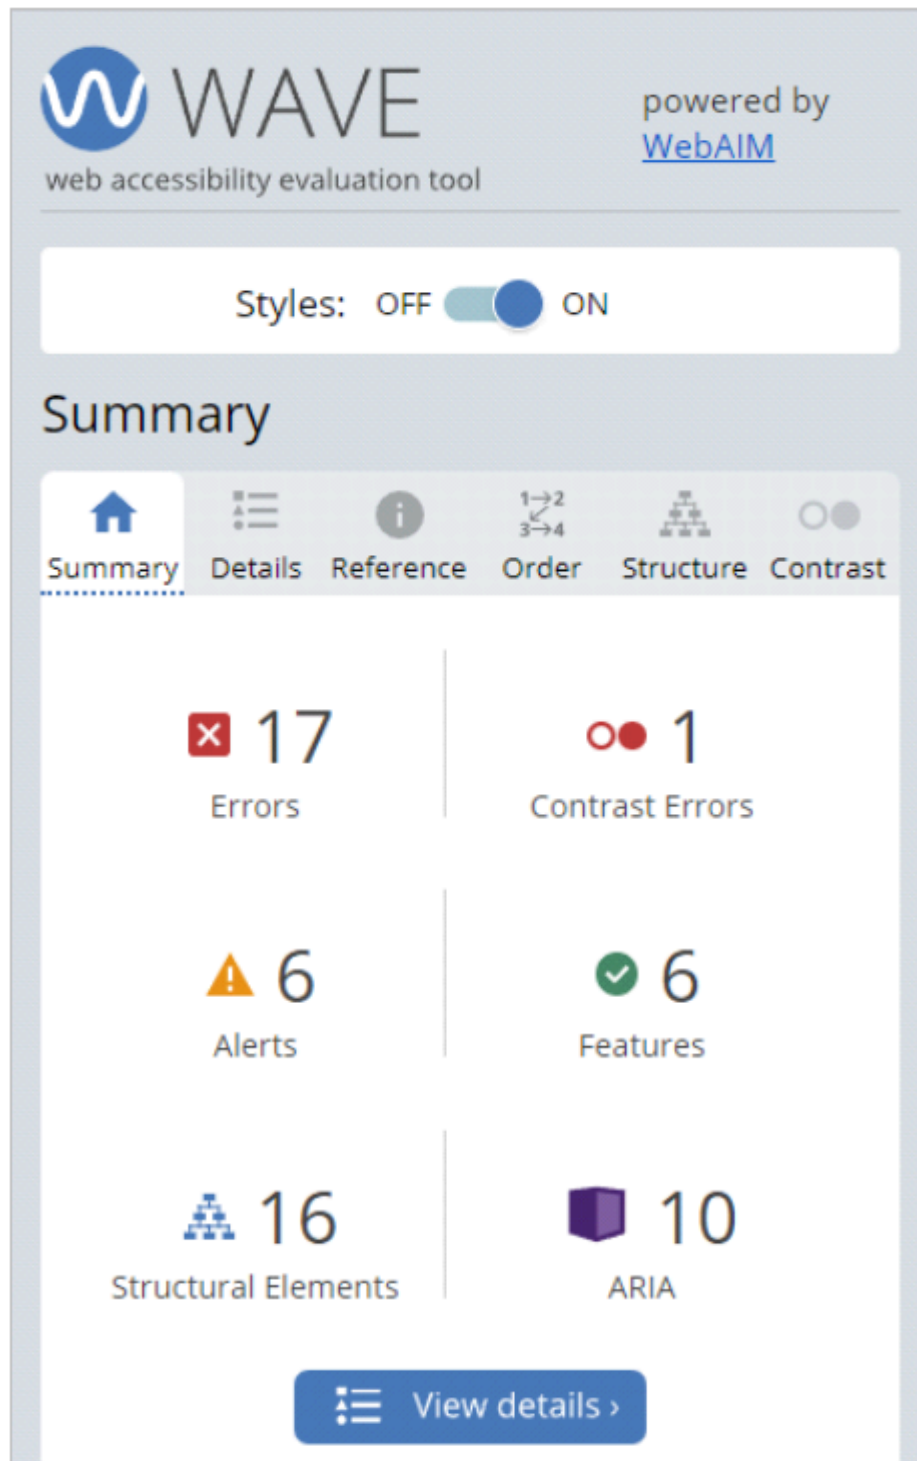 WAVE
powered by
WebAIM
web accessibility evaluation tool
Styles: OFF ON
Summary
1→2
3→4
Summary Details Reference Order Structure Contrast
17 1
Errors Contrast Errors
6 6
Alerts Features
16 10
Structural Elements ARIA
View details ›